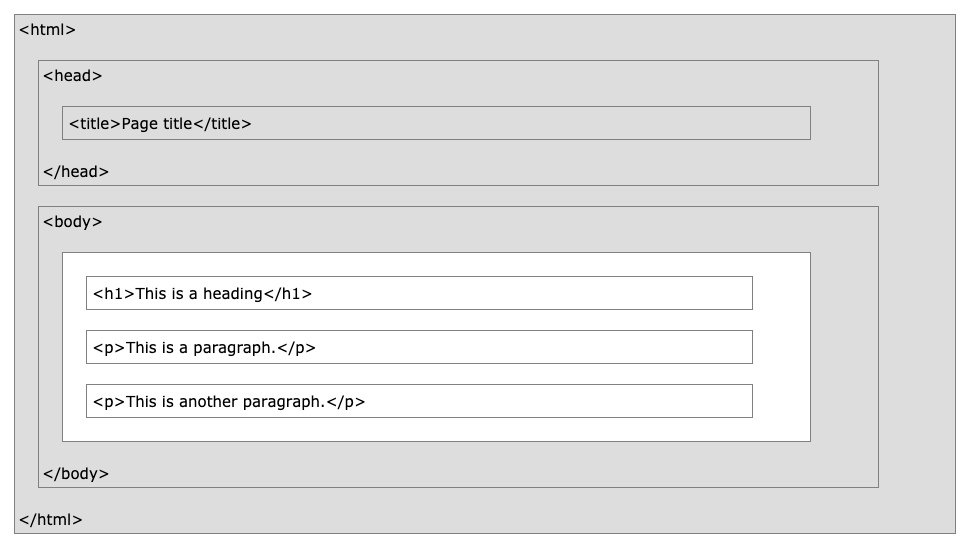 <html>
<head>
<title>Page title</title>
</head>
<body>
<h1>This is a heading</h1>
<p>This is a paragraph.</p>
<p>This is another paragraph.</p>
</body>
</html>